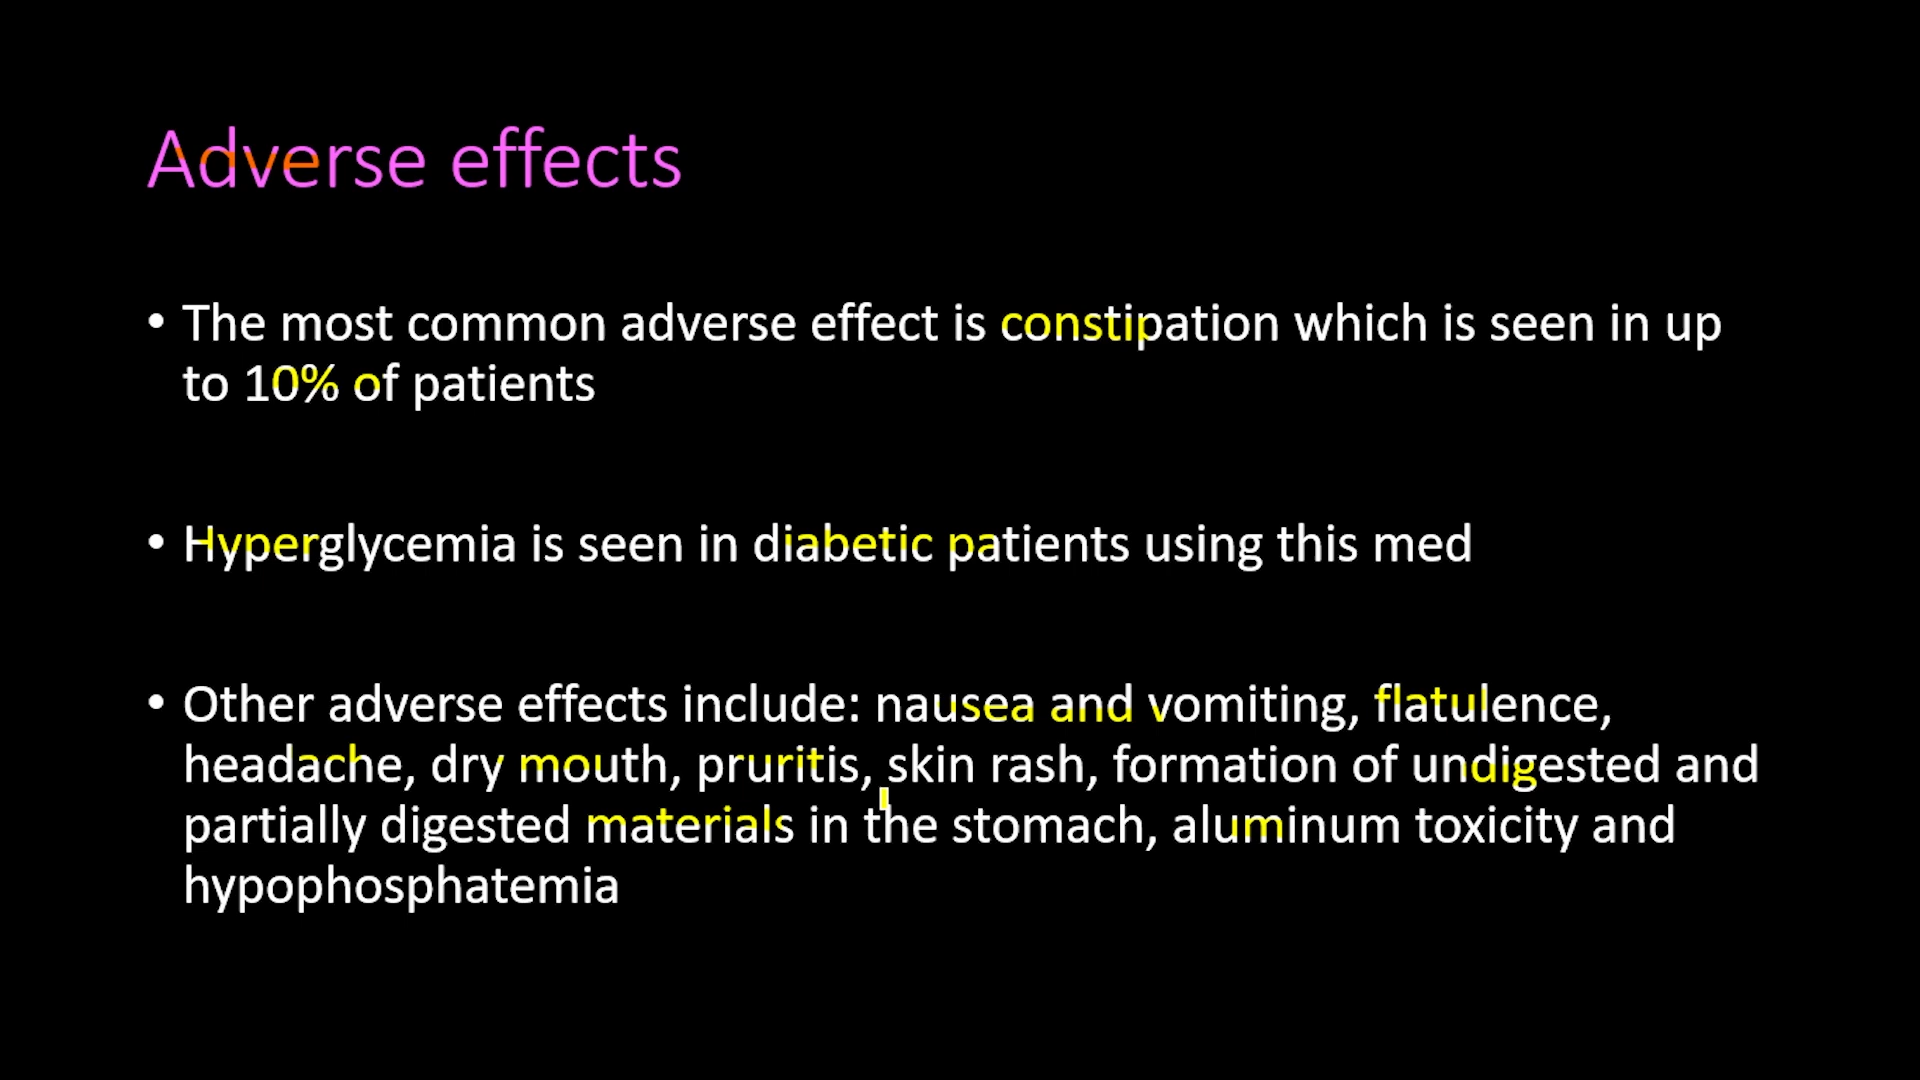 Adverse effects
• The most common adverse effect is constipation which is seen in up
to 10% of patients
• Hyperglycemia is seen in diabetic patients using this med
• Other adverse effects include: nausea and vomiting, flatulence,
headache, dry mouth, pruritis, skin rash, formation of undigested and
partially digested materials in the stomach, aluminum toxicity and
hypophosphatemia